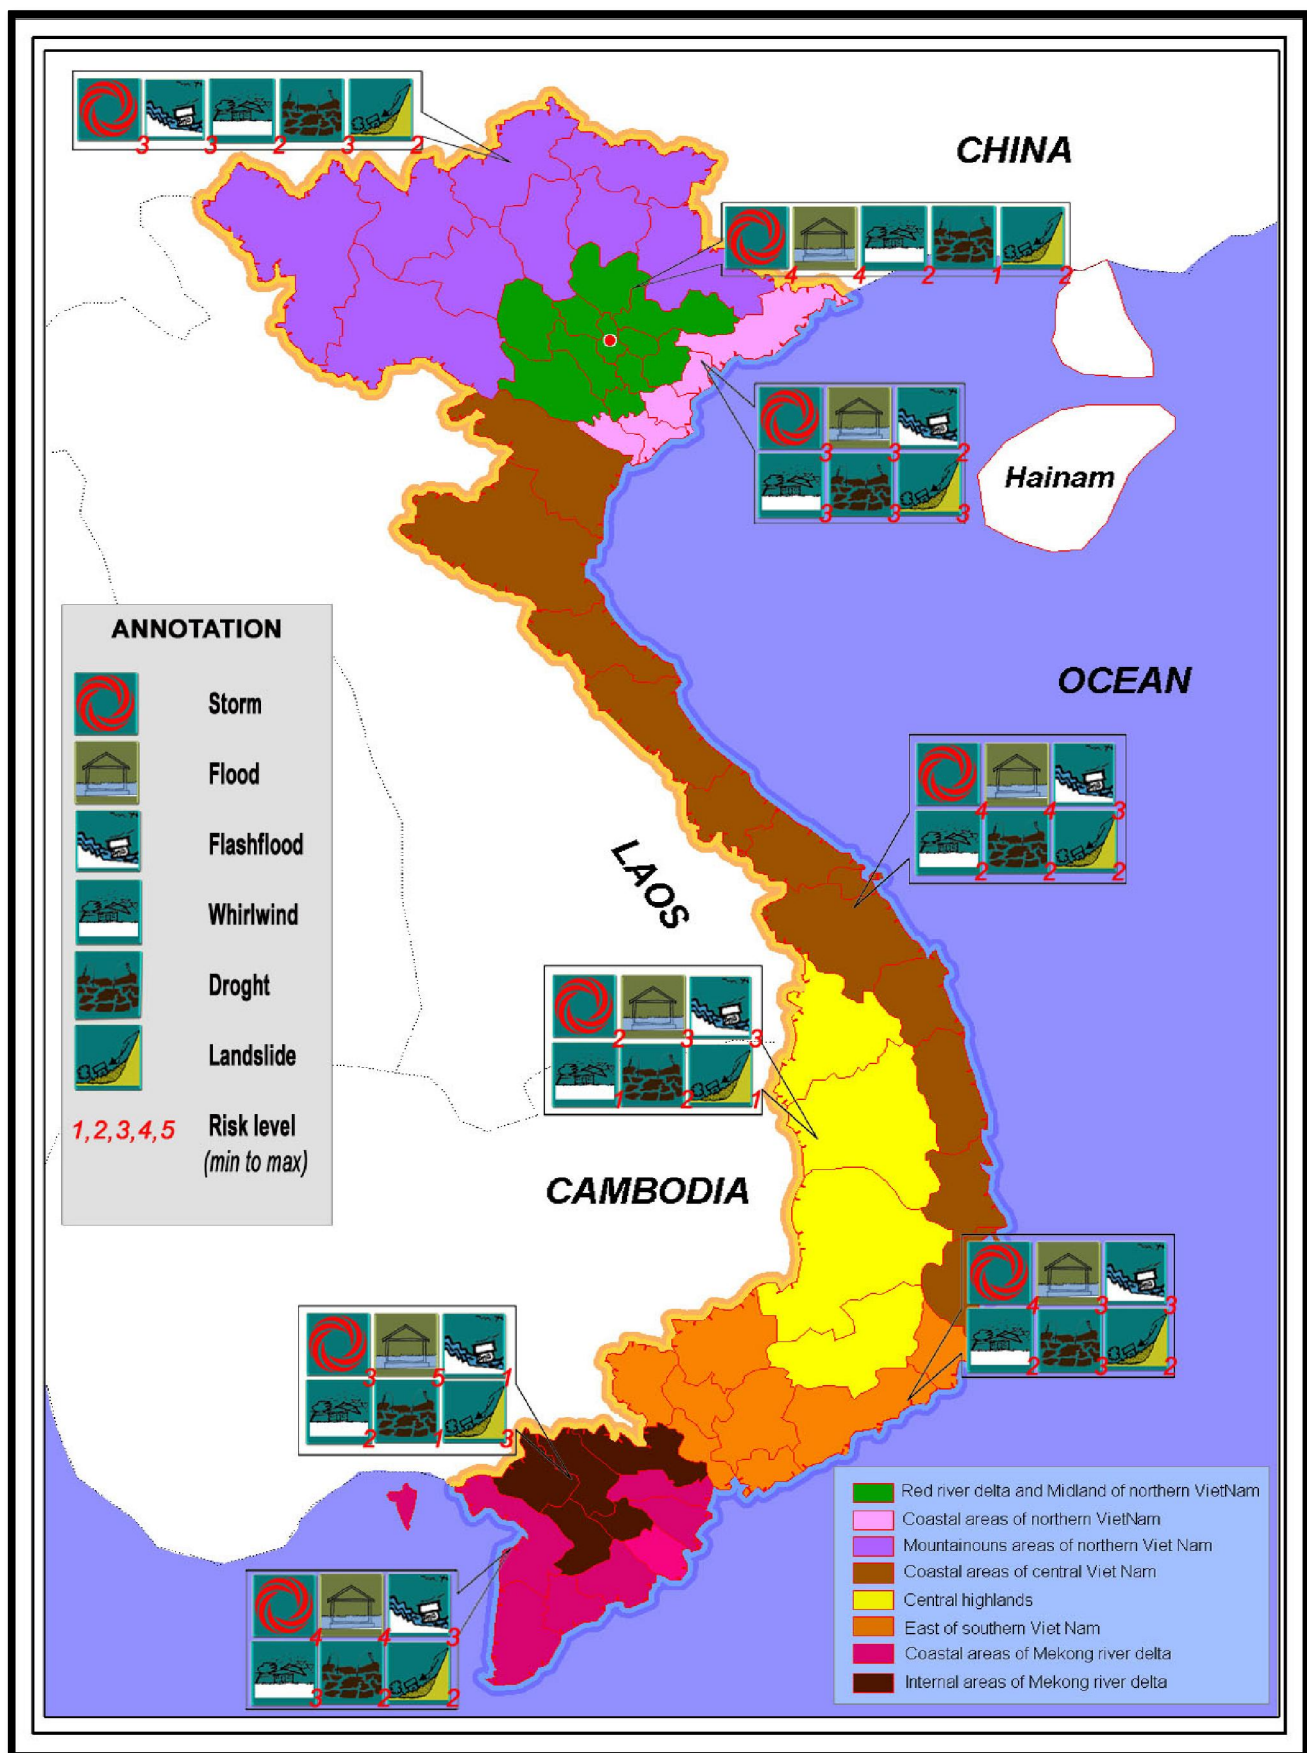 3 3 2 3 2
CHINA
4 4 2 1 2
3 3 2
3 3 3
Hainam
ANNOTATION
Storm
Flood
Flashflood
Whirlwind
Droght
Landslide
1,2,3,4,5 Risk level
(min to max)
OCEAN
4 4 3
2 2 2
LAOS
2 3 3
1 2 1
CAMBODIA
4 3 3
2 3 2
3 5 1
2 1 3
4 4 3
3 2 2
Red river delta and Midland of northern VietNam
Coastal areas of northern VietNam
Mountainouns areas of northern Viet Nam
Coastal areas of central Viet Nam
Central highlands
East of southern Viet Nam
Coastal areas of Mekong river delta
Internal areas of Mekong river delta